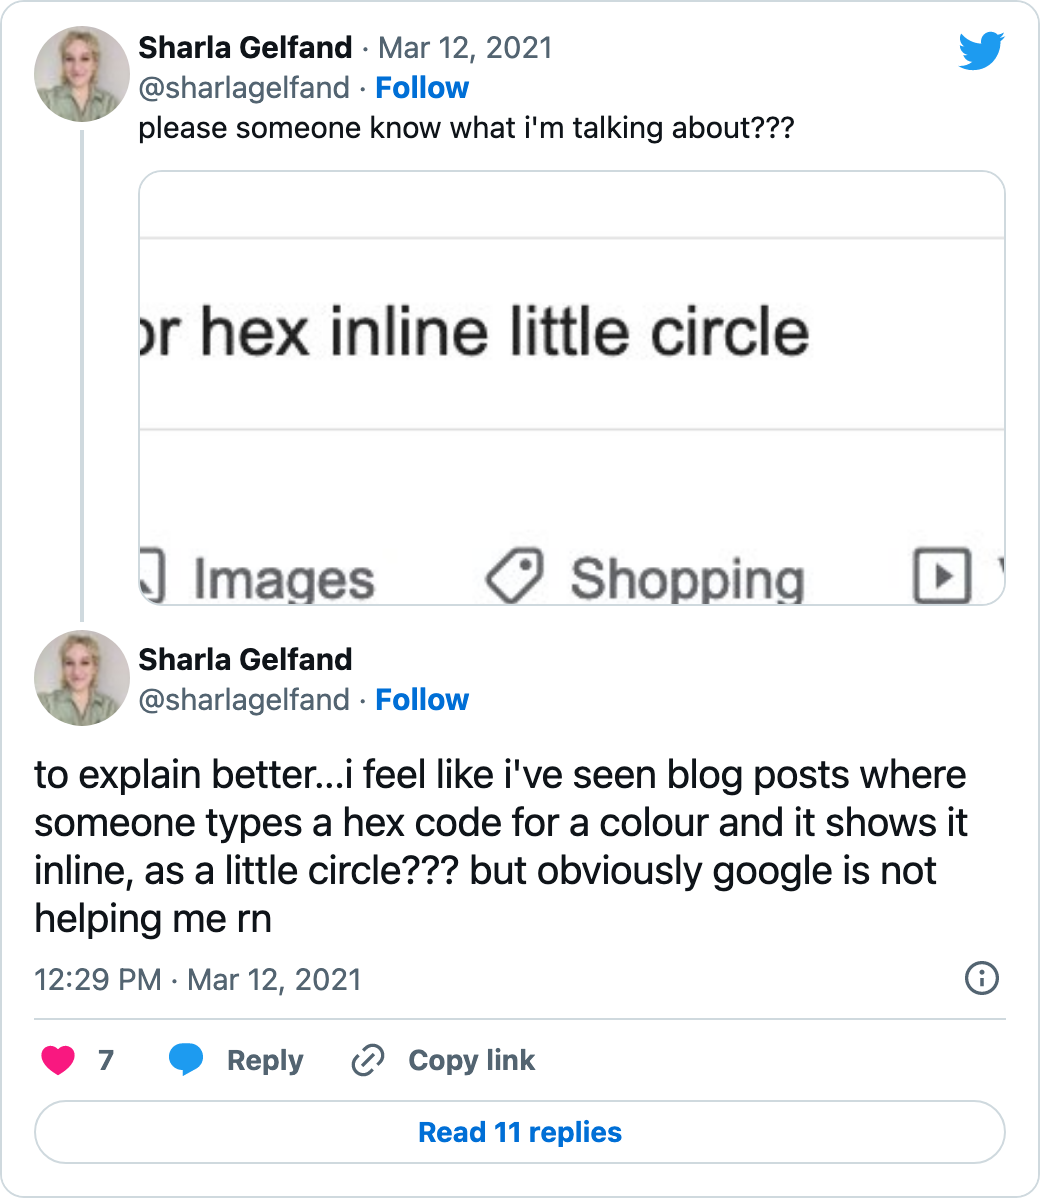 Sharla Gelfand · Mar 12, 2021
@sharlagelfand · Follow
please someone know what i'm talking about???
or hex inline little circle
Images Shopping
Sharla Gelfand
@sharlagelfand · Follow
to explain better...i feel like i've seen blog posts where
someone types a hex code for a colour and it shows it
inline, as a little circle??? but obviously google is not
helping me rn
12:29 PM · Mar 12, 2021
7 Reply Copy link
Read 11 replies